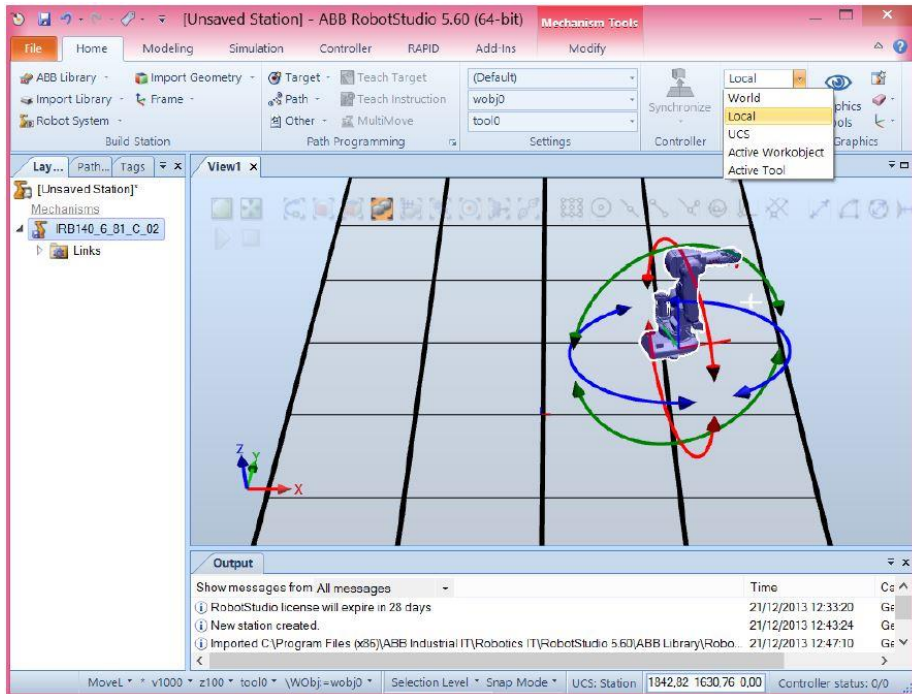 [Unsaved Station] - ABB RobotStudio 5.60 (64-bit)
Mechanism Tools
File Home Modeling Simulation Controller RAPID Add-Ins Modify
ABB Library Import Geometry
Import Library Frame
Robot System
Build Station
Target Teach Target
Path Teach Instruction
Other MultiMove
Path Programming
(Default)
wobj0
tool0
Settings
Synchronize
Controller
Local
World
Local
UCS
Active Workobject
Active Tool
phics
ols
Graphics
Lay... Path... Tags
View1
[Unsaved Station]*
Mechanisms
IRB140_6_81_C_02
Links
Z
Y
X
Output
Show messages from All messages Time Ca
RobotStudio license will expire in 28 days 21/12/2013 12:33:20 Ge
New station created. 21/12/2013 12:43:24 Ge
Imported C:\Program Files (x86)\ABB Industrial IT\Robotics IT\RobotStudio 5.60\ABB Library\Robo... 21/12/2013 12:47:10 Ge
MoveL * * v1000 * z100 * tool0 * \WObj:=wobj0 * Selection Level * Snap Mode * UCS: Station 1842,82 1630,76 0,00 Controller status: 0/0